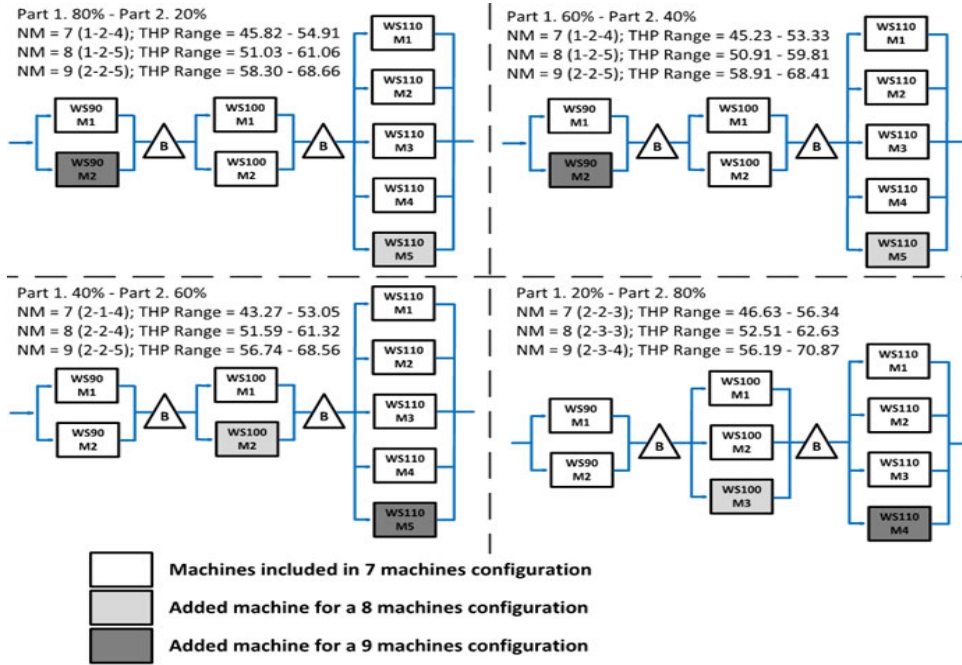 Part 1. 80% - Part 2. 20%
NM = 7 (1-2-4); THP Range = 45.82 - 54.91
NM = 8 (1-2-5); THP Range = 51.03 - 61.06
NM = 9 (2-2-5); THP Range = 58.30 - 68.66
WS90
M1
WS90
M2
B
WS100
M1
WS100
M2
B
WS110
M1
WS110
M2
WS110
M3
WS110
M4
WS110
M5
Part 1. 60% - Part 2. 40%
NM = 7 (1-2-4); THP Range = 45.23 - 53.33
NM = 8 (1-2-5); THP Range = 50.91 - 59.81
NM = 9 (2-2-5); THP Range = 58.91 - 68.41
WS90
M1
WS90
M2
B
WS100
M1
WS100
M2
B
WS110
M1
WS110
M2
WS110
M3
WS110
M4
WS110
M5
Part 1. 40% - Part 2. 60%
NM = 7 (2-1-4); THP Range = 43.27 - 53.05
NM = 8 (2-2-4); THP Range = 51.59 - 61.32
NM = 9 (2-2-5); THP Range = 56.74 - 68.56
WS90
M1
WS90
M2
B
WS100
M1
WS100
M2
B
WS110
M1
WS110
M2
WS110
M3
WS110
M4
WS110
M5
Part 1. 20% - Part 2. 80%
NM = 7 (2-2-3); THP Range = 46.63 - 56.34
NM = 8 (2-3-3); THP Range = 52.51 - 62.63
NM = 9 (2-3-4); THP Range = 56.19 - 70.87
WS90
M1
WS90
M2
B
WS100
M1
WS100
M2
WS100
M3
B
WS110
M1
WS110
M2
WS110
M3
WS110
M4
Machines included in 7 machines configuration
Added machine for a 8 machines configuration
Added machine for a 9 machines configuration